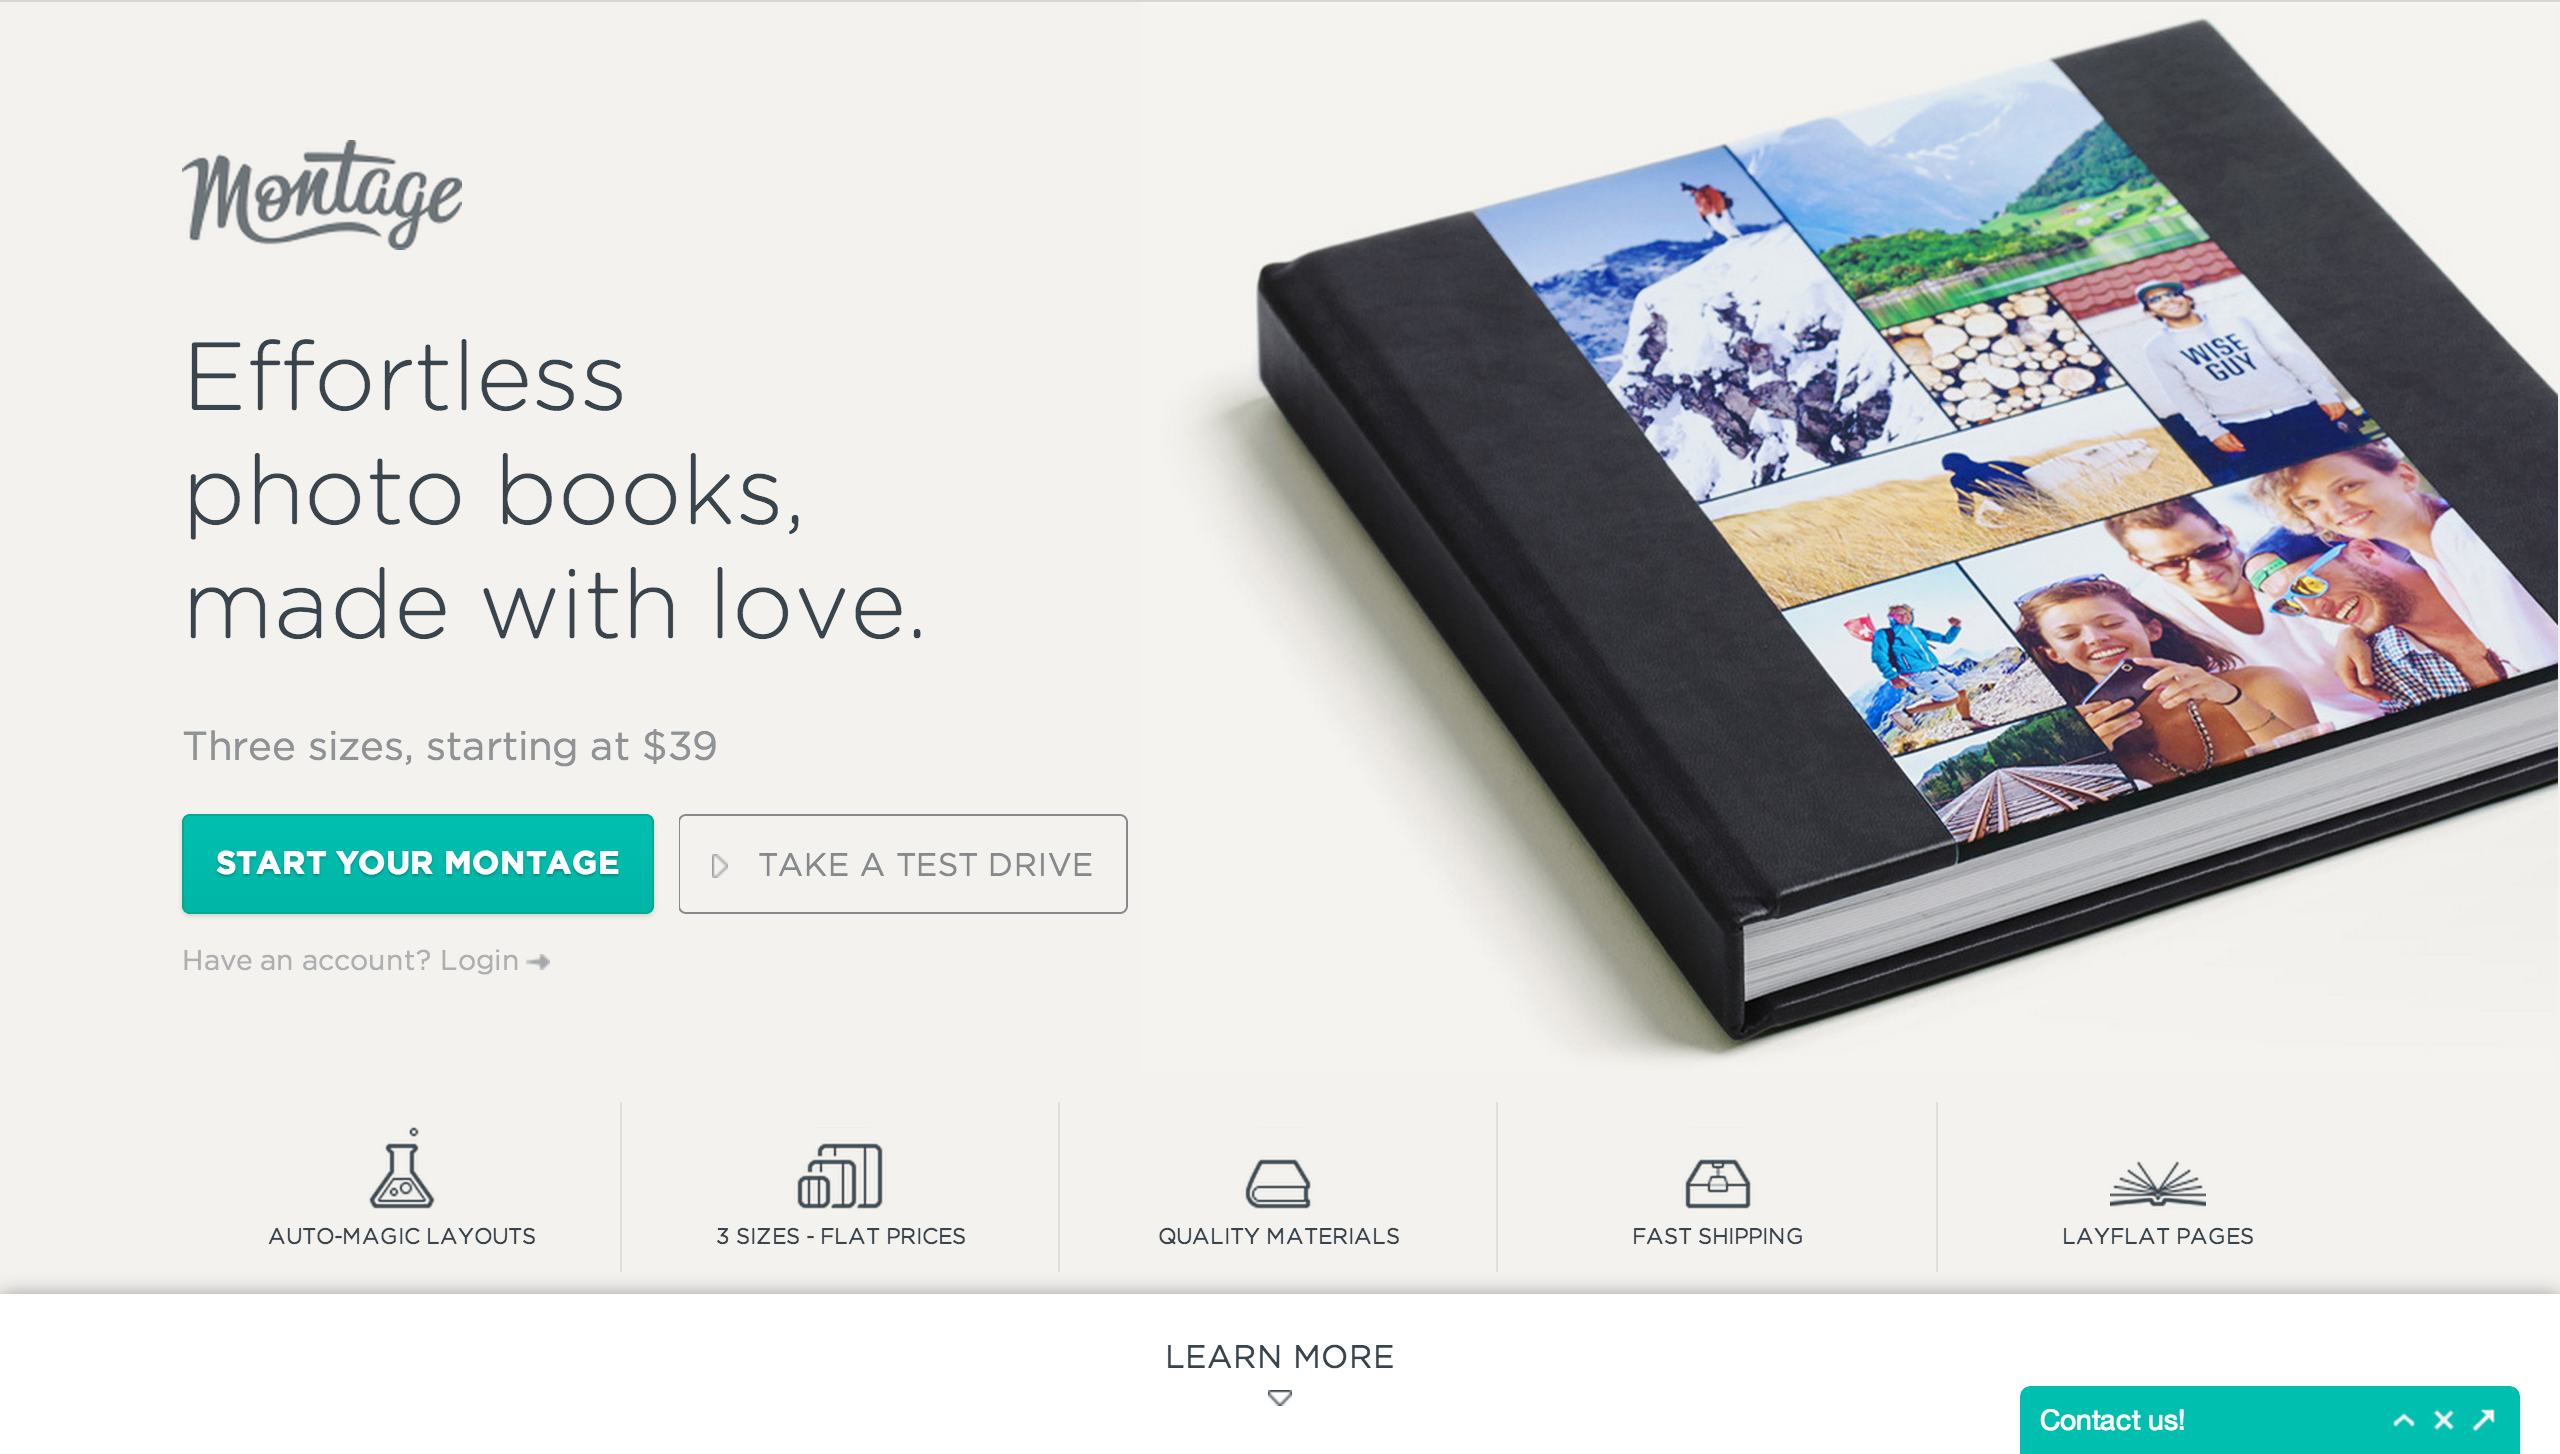 Montage
Effortless
photo books,
made with love.
Three sizes, starting at $39
START YOUR MONTAGE
TAKE A TEST DRIVE
Have an account? Login
WISE
GUY
AUTO-MAGIC LAYOUTS
3 SIZES - FLAT PRICES
QUALITY MATERIALS
FAST SHIPPING
LAYFLAT PAGES
LEARN MORE
Contact us!